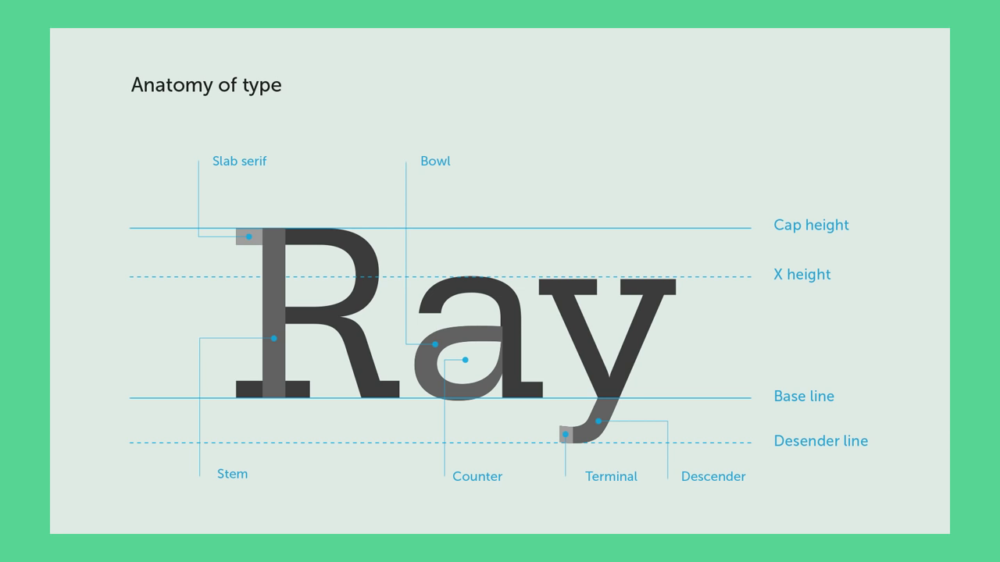 Anatomy of type
Slab serif
Bowl
Cap height
X height
Ray
Base line
Desender line
Stem
Counter
Terminal
Descender